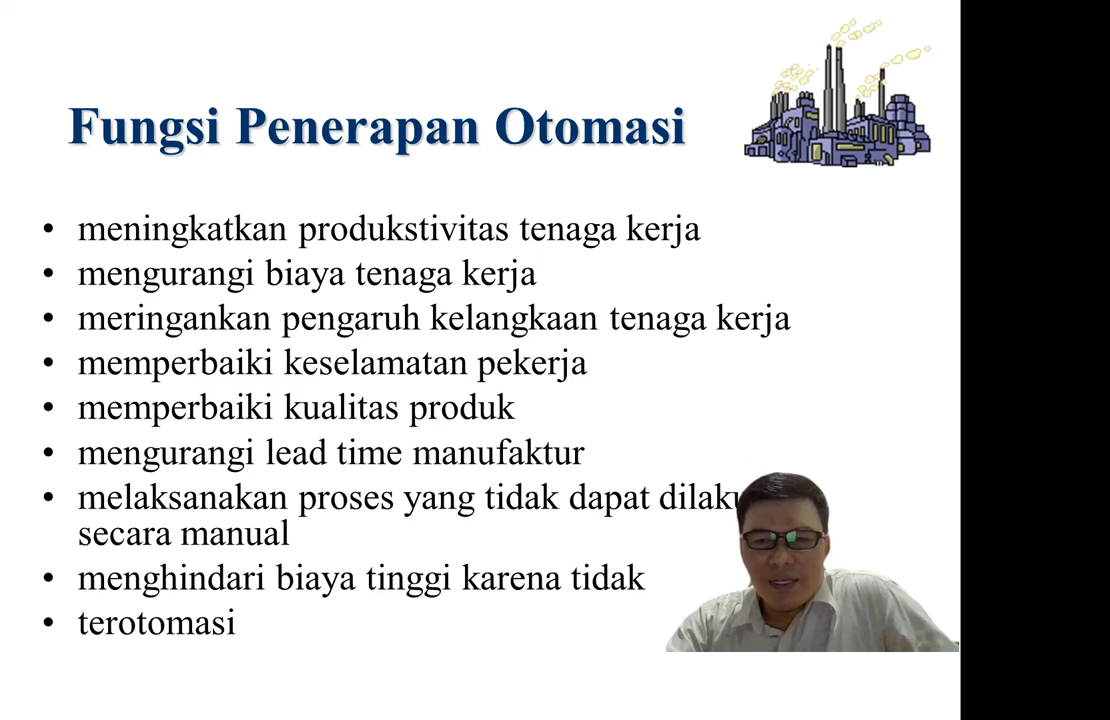 Fungsi Penerapan Otomasi
• meningkatkan produkstivitas tenaga kerja
• mengurangi biaya tenaga kerja
• meringankan pengaruh kelangkaan tenaga kerja
• memperbaiki keselamatan pekerja
• memperbaiki kualitas produk
• mengurangi lead time manufaktur
• melaksanakan proses yang tidak dapat
secara manual
• menghindari biaya tinggi karena tidak
• terotomasi